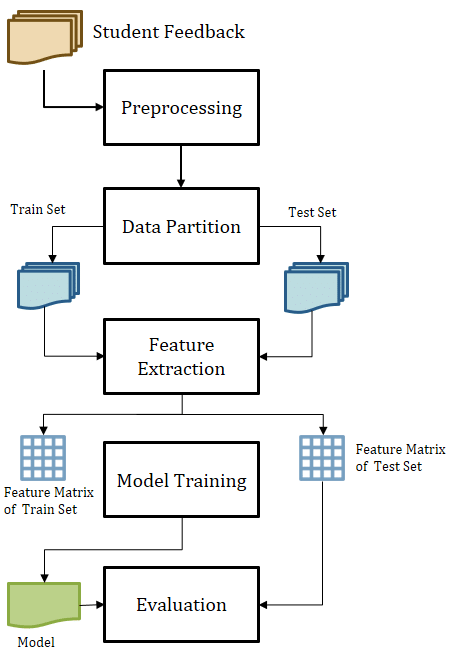 Student Feedback
Preprocessing
Train Set
Data Partition
Test Set
Feature
Extraction
Feature Matrix
of Train Set
Model Training
Feature Matrix
of Test Set
Evaluation
Model